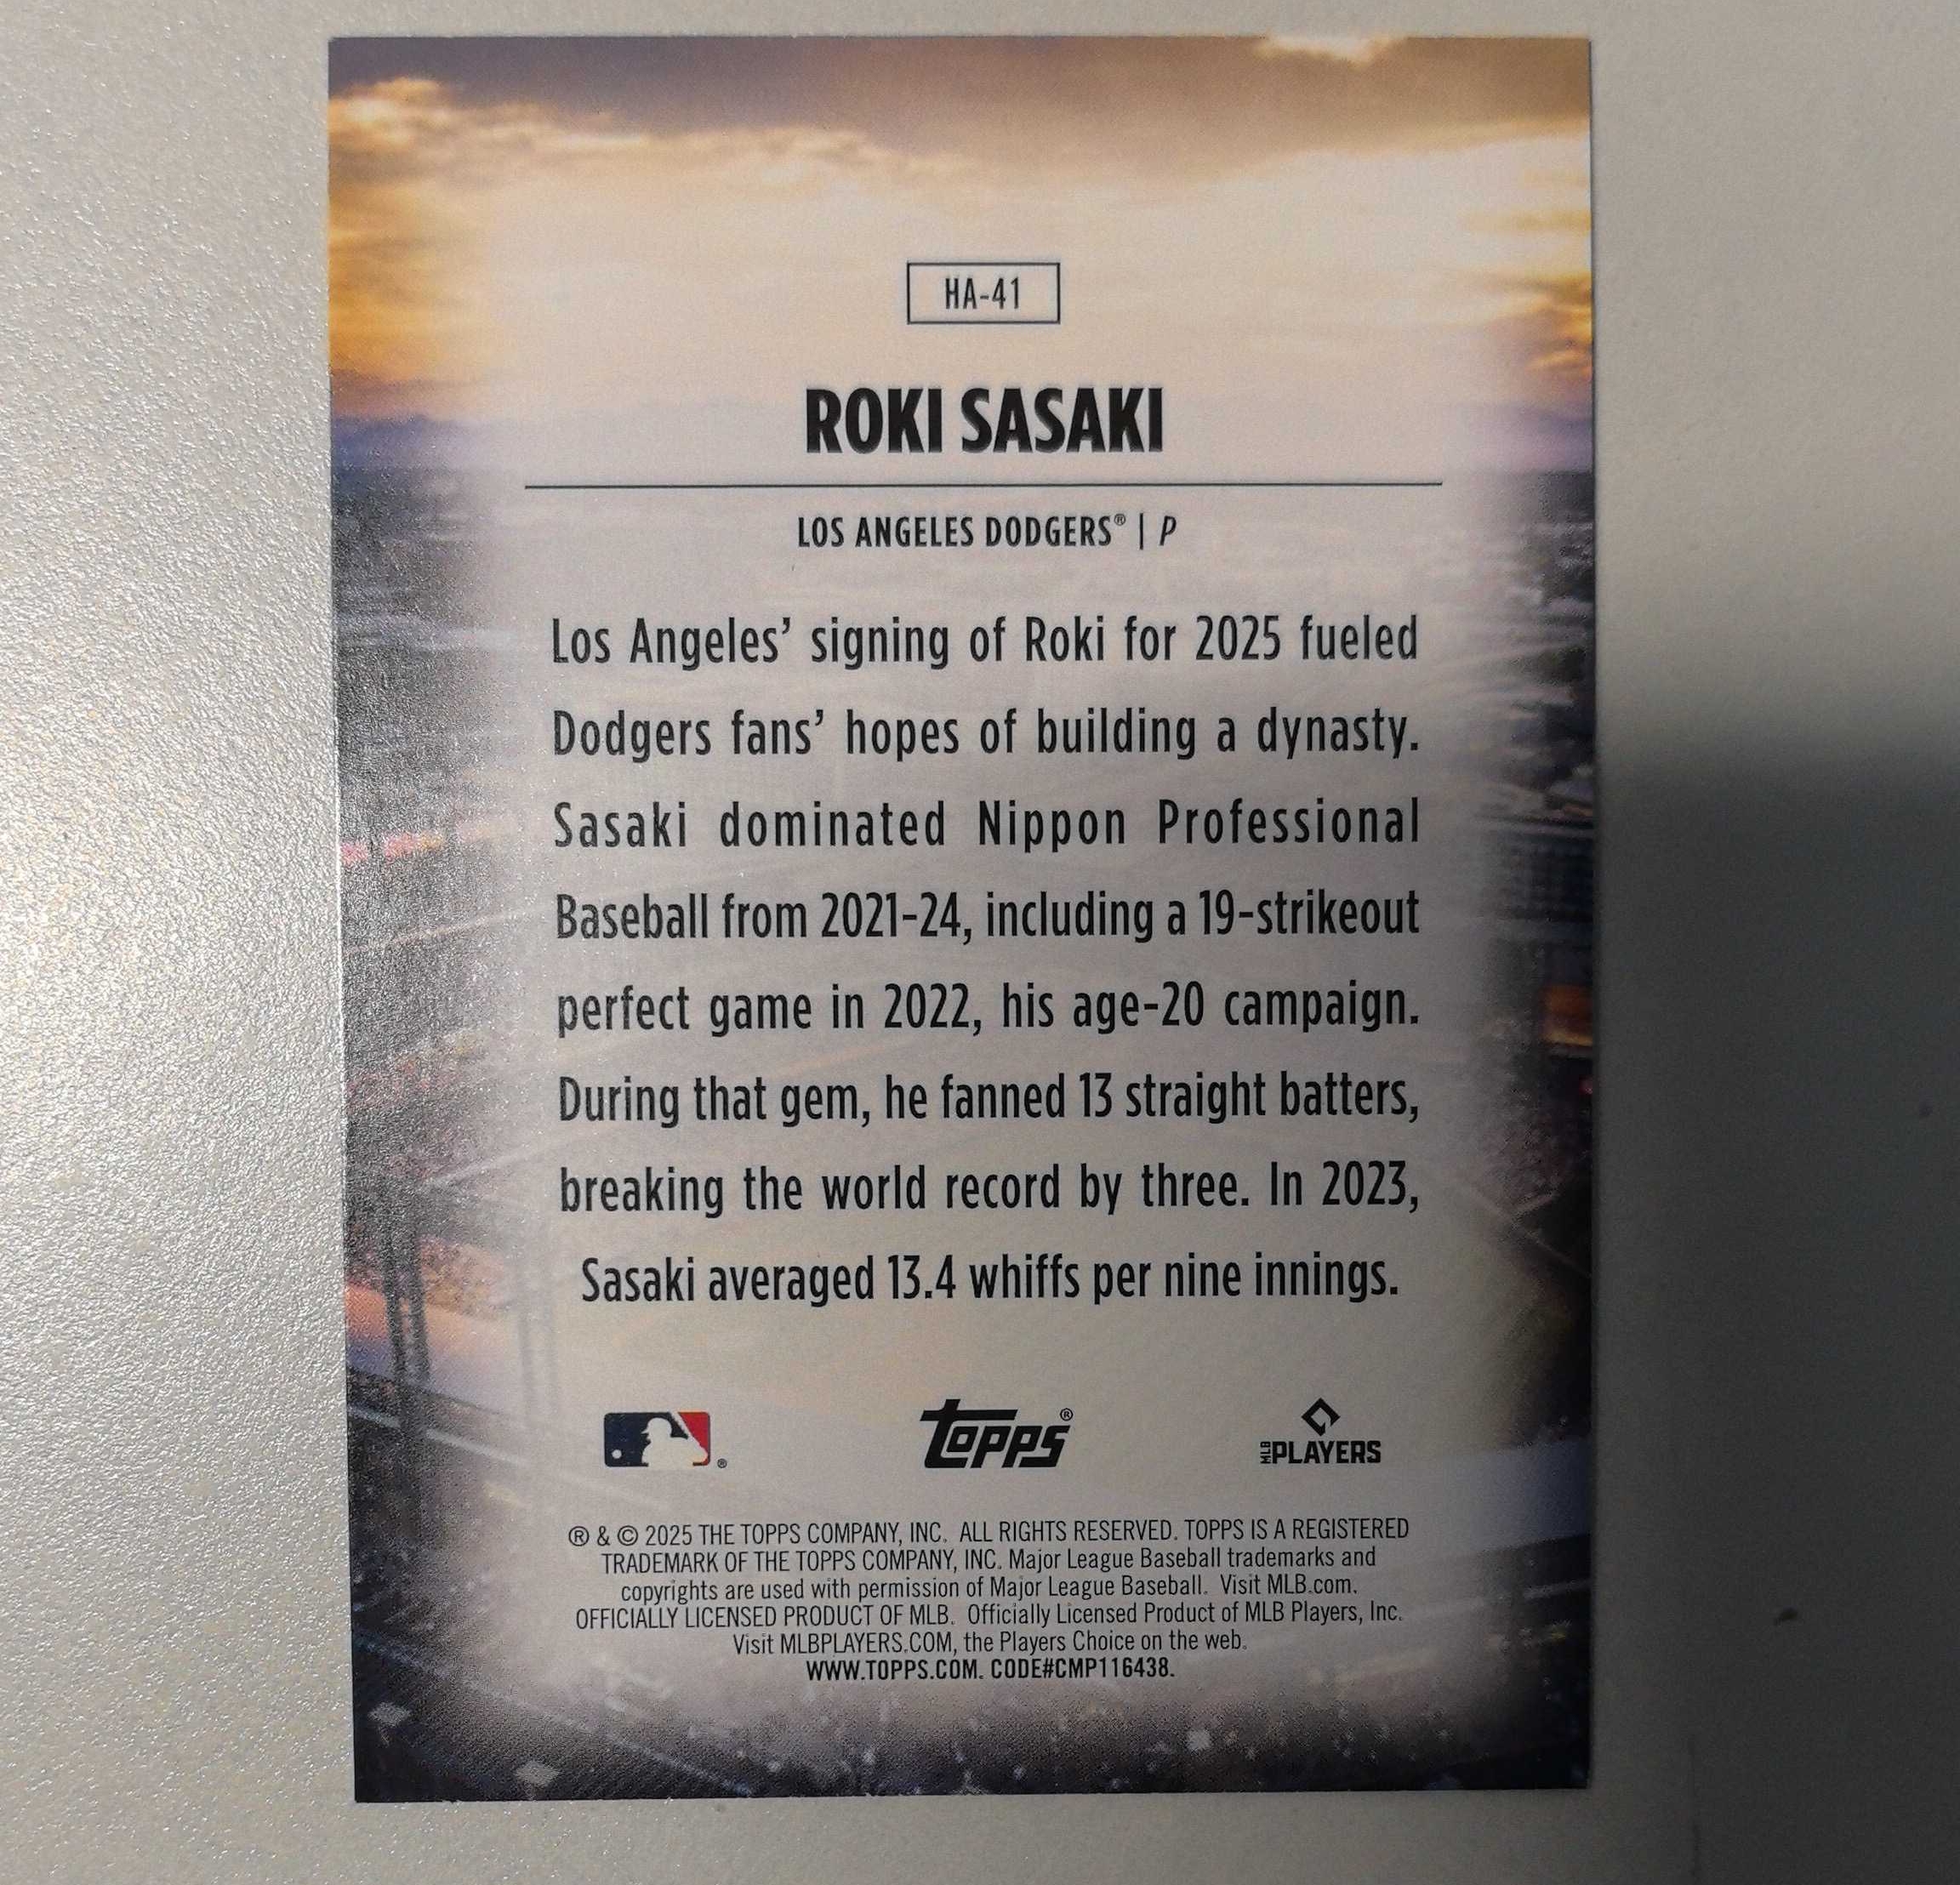 HA-41
ROKI SASAKI
LOS ANGELES DODGERS® | P
Los Angeles’ signing of Roki for 2025 fueled
Dodgers fans’ hopes of building a dynasty.
Sasaki dominated Nippon Professional
Baseball from 2021-24, including a 19-strikeout
perfect game in 2022, his age-20 campaign.
During that gem, he fanned 13 straight batters,
breaking the world record by three. In 2023,
Sasaki averaged 13.4 whiffs per nine innings.
®
Topps®
MLB PLAYERS
® & © 2025 THE TOPPS COMPANY, INC. ALL RIGHTS RESERVED. TOPPS IS A REGISTERED
TRADEMARK OF THE TOPPS COMPANY, INC. Major League Baseball trademarks and
copyrights are used with permission of Major League Baseball. Visit MLB.com.
OFFICIALLY LICENSED PRODUCT OF MLB. Officially Licensed Product of MLB Players, Inc.
Visit MLBPLAYERS.COM, the Players Choice on the web.
WWW.TOPPS.COM. CODE#CMP116438.